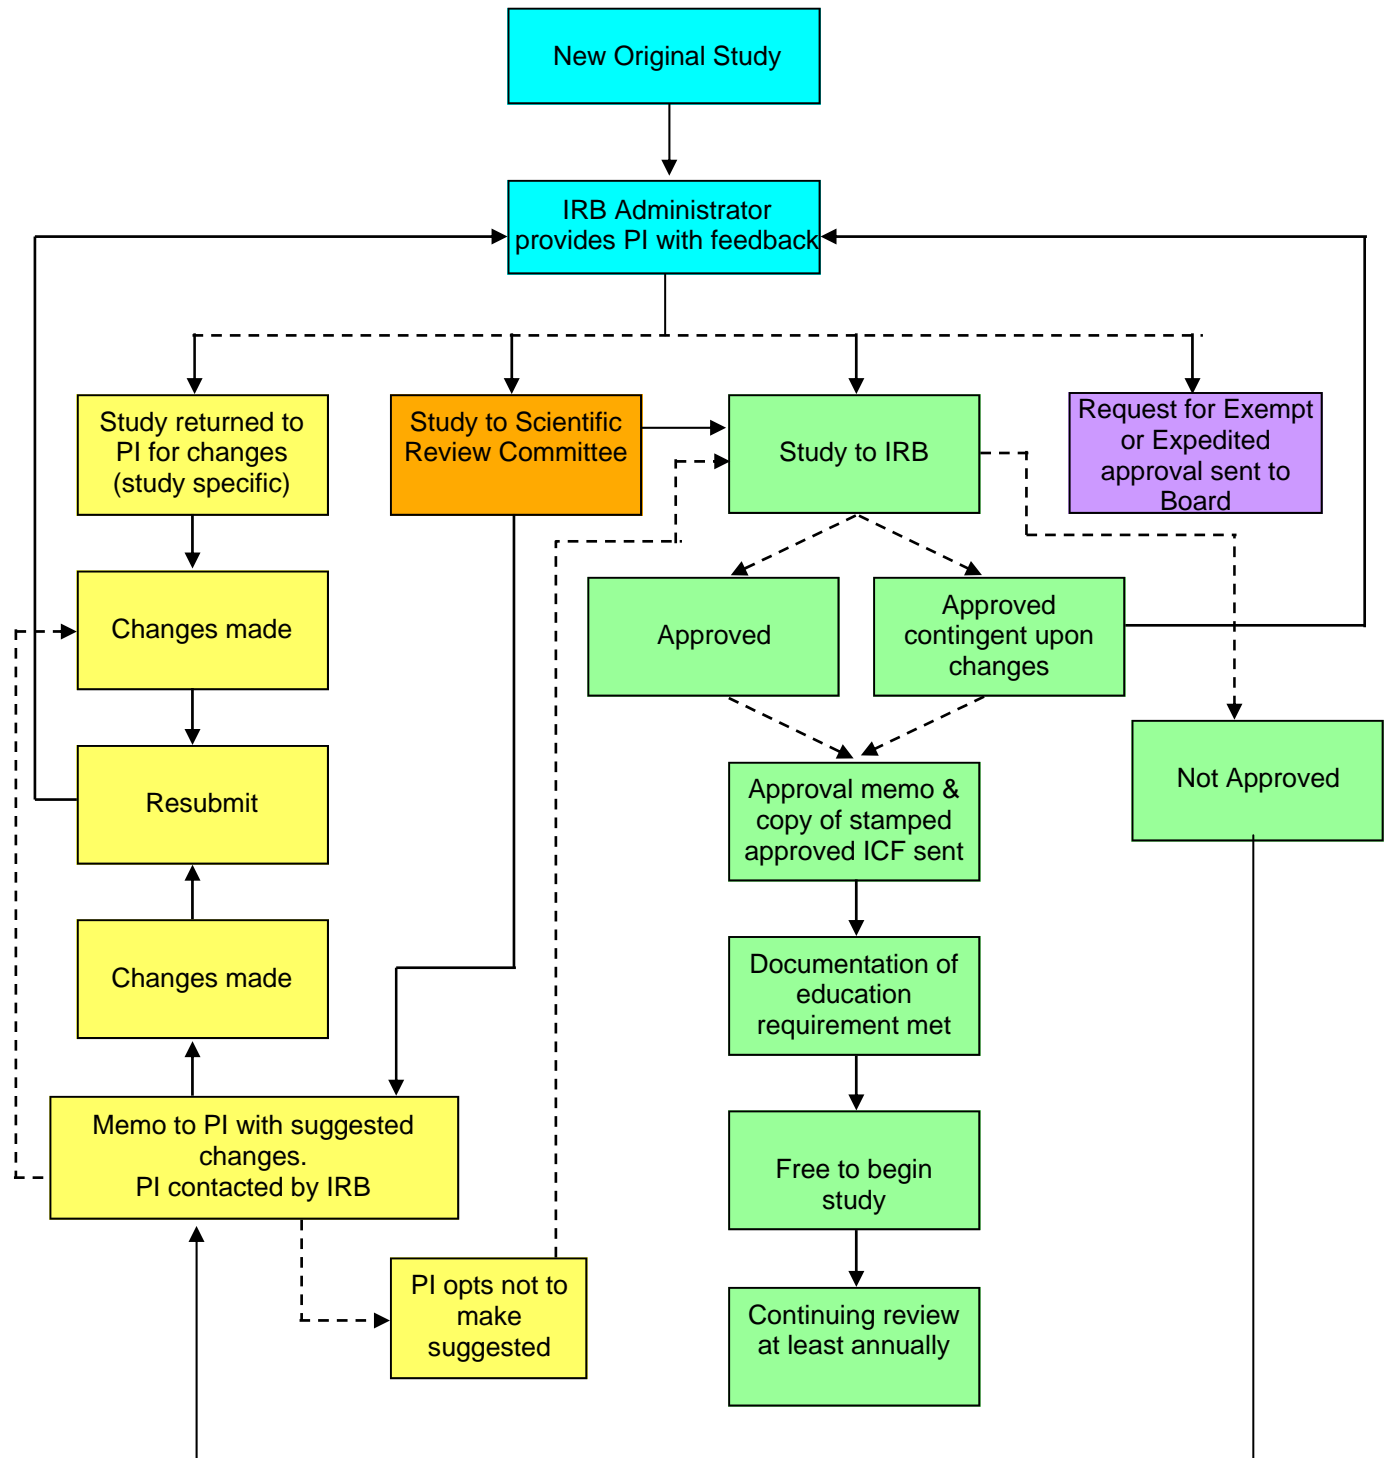 New Original Study
IRB Administrator
provides PI with feedback
Study returned to
PI for changes
(study specific)
Study to Scientific
Review Committee
Study to IRB
Request for Exempt
or Expedited
approval sent to
Board
Changes made
Approved
Approved
contingent upon
changes
Resubmit
Approval memo &
copy of stamped
approved ICF sent
Not Approved
Changes made
Documentation of
education
requirement met
Memo to PI with suggested
changes.
PI contacted by IRB
Free to begin
study
PI opts not to
make
suggested
Continuing review
at least annually